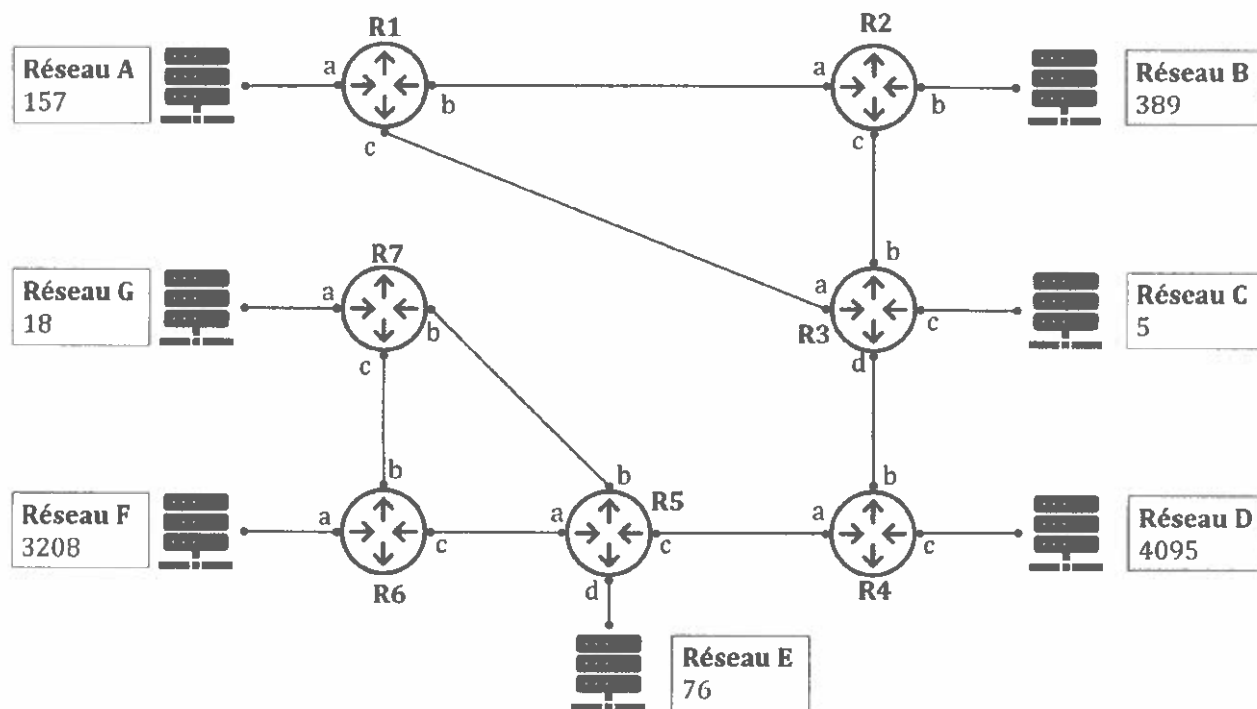 R1
R2
Réseau A
157
a
b
c
a
b
c
Réseau B
389
R7
Réseau G
18
a
b
c
b
a
R3
c
d
Réseau C
5
Réseau F
3208
b
a
c
R6
b
a
R5
c
d
b
a
c
R4
Réseau D
4095
Réseau E
76